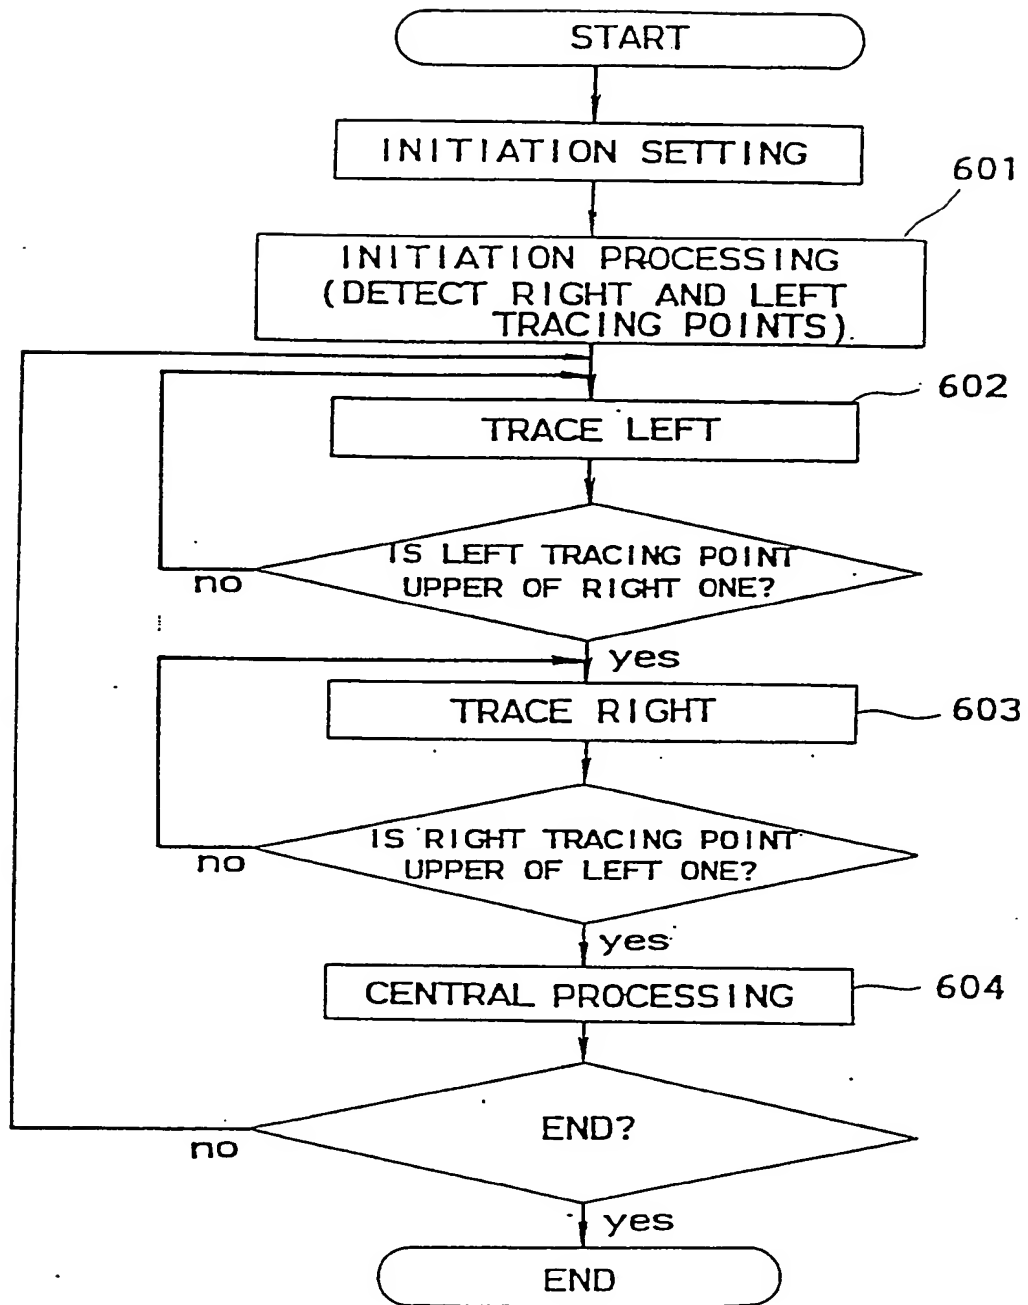 START
INITIATION SETTING
601
INITIATION PROCESSING
(DETECT RIGHT AND LEFT
TRACING POINTS)
602
TRACE LEFT
IS LEFT TRACING POINT
UPPER OF RIGHT ONE?
no
yes
TRACE RIGHT
603
IS RIGHT TRACING POINT
UPPER OF LEFT ONE?
no
yes
CENTRAL PROCESSING
604
END?
no
yes
END